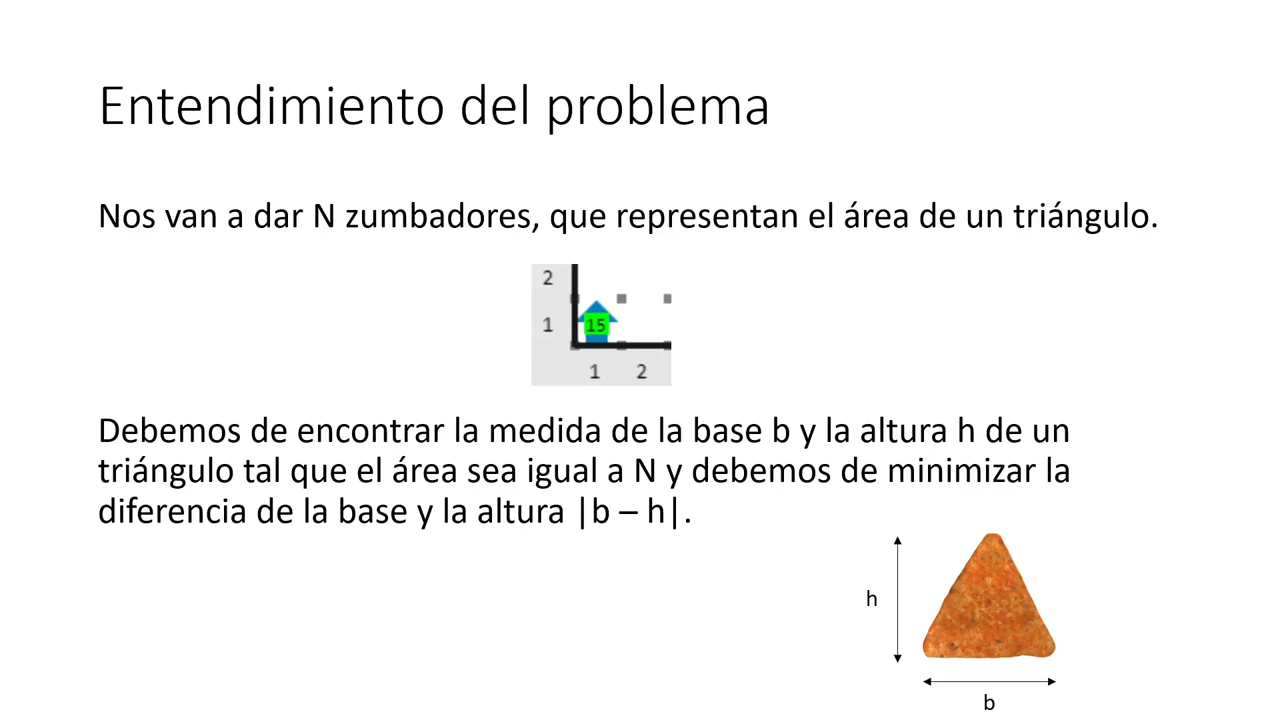 Entendimiento del problema
Nos van a dar N zumbadores, que representan el área de un triángulo.
2
1
15
1 2
Debemos de encontrar la medida de la base b y la altura h de un
triángulo tal que el área sea igual a N y debemos de minimizar la
diferencia de la base y la altura |b – h|.
h
b